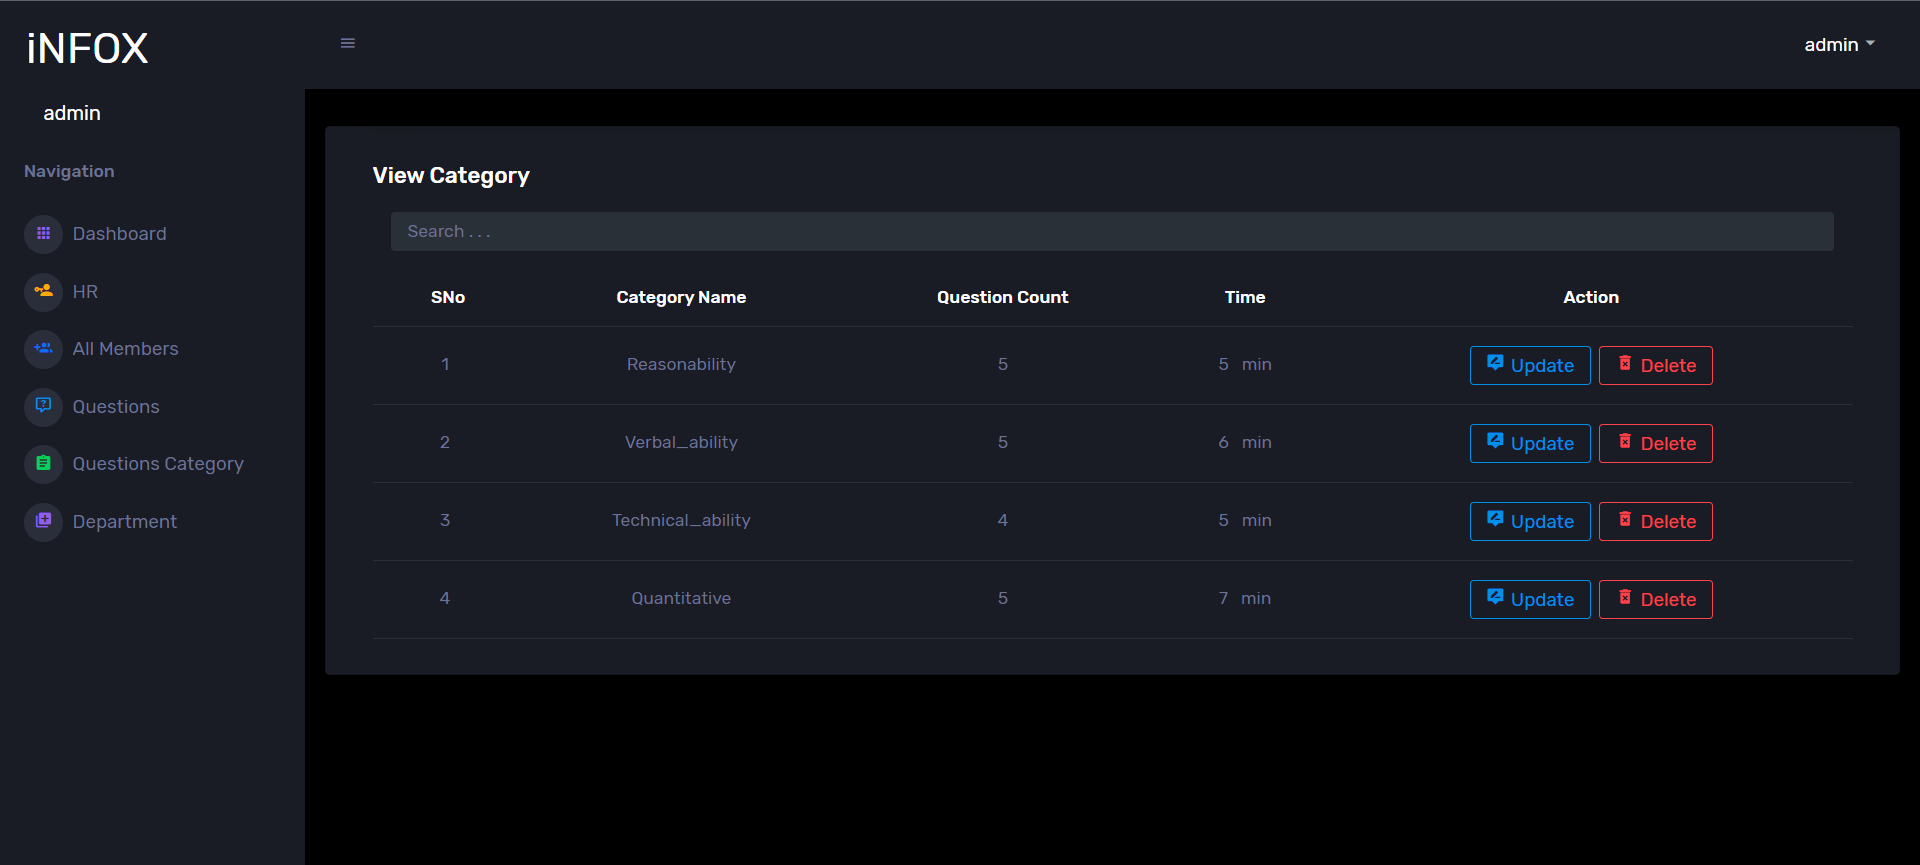 iNFOX
admin
admin
Navigation
Dashboard
HR
All Members
Questions
Questions Category
Department
View Category
Search . . .
SNo Category Name Question Count Time Action
1 Reasonability 5 5 min Update Delete
2 Verbal_ability 5 6 min Update Delete
3 Technical_ability 4 5 min Update Delete
4 Quantitative 5 7 min Update Delete